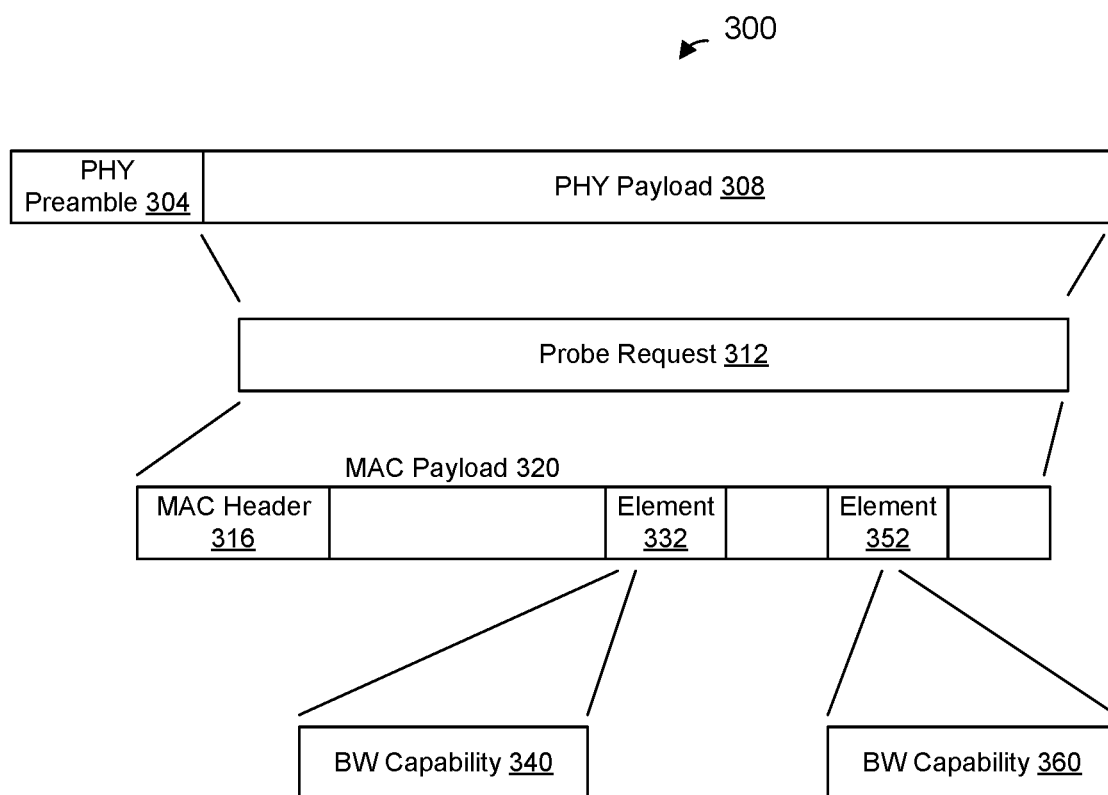 300
PHY
Preamble 304
PHY Payload 308
Probe Request 312
MAC Payload 320
MAC Header
316
Element
332
Element
352
BW Capability 340
BW Capability 360